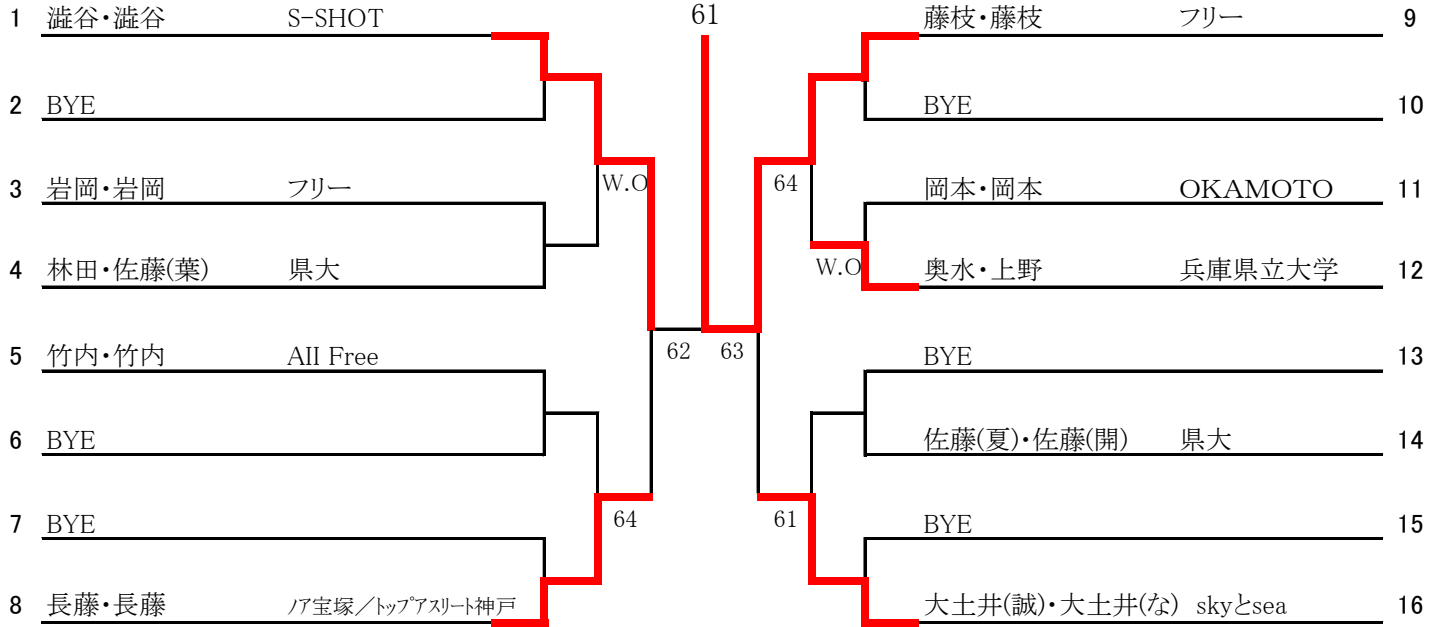 61
1 澁谷・澁谷 S-SHOT
2 BYE
W.O
3 岩岡・岩岡 フリー
4 林田・佐藤(葉) 県大
62
5 竹内・竹内 All Free
6 BYE
64
7 BYE
8 長藤・長藤 ノア宝塚／トップアスリート神戸
藤枝・藤枝 フリー 9
BYE 10
64
岡本・岡本 OKAMOTO 11
W.O
奥水・上野 兵庫県立大学 12
63
BYE 13
佐藤(夏)・佐藤(開) 県大 14
61
BYE 15
大土井(誠)・大土井(な) skyとsea 16